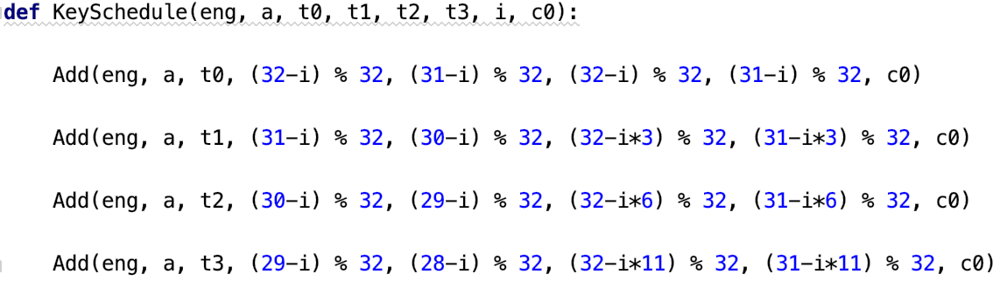 def KeySchedule(eng, a, t0, t1, t2, t3, i, c0):
Add(eng, a, t0, (32-i) % 32, (31-i) % 32, (32-i) % 32, (31-i) % 32, c0)
Add(eng, a, t1, (31-i) % 32, (30-i) % 32, (32-i*3) % 32, (31-i*3) % 32, c0)
Add(eng, a, t2, (30-i) % 32, (29-i) % 32, (32-i*6) % 32, (31-i*6) % 32, c0)
Add(eng, a, t3, (29-i) % 32, (28-i) % 32, (32-i*11) % 32, (31-i*11) % 32, c0)